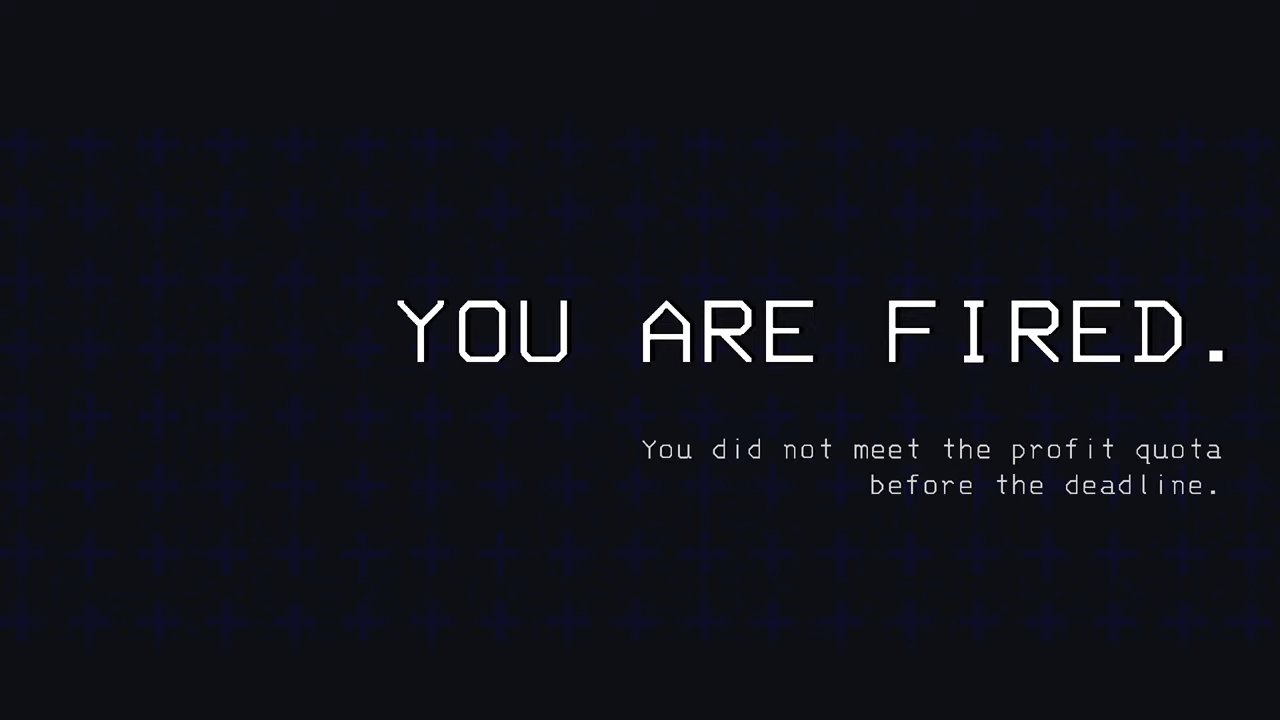 YOU ARE FIRED.
You did not meet the profit quota
before the deadline.